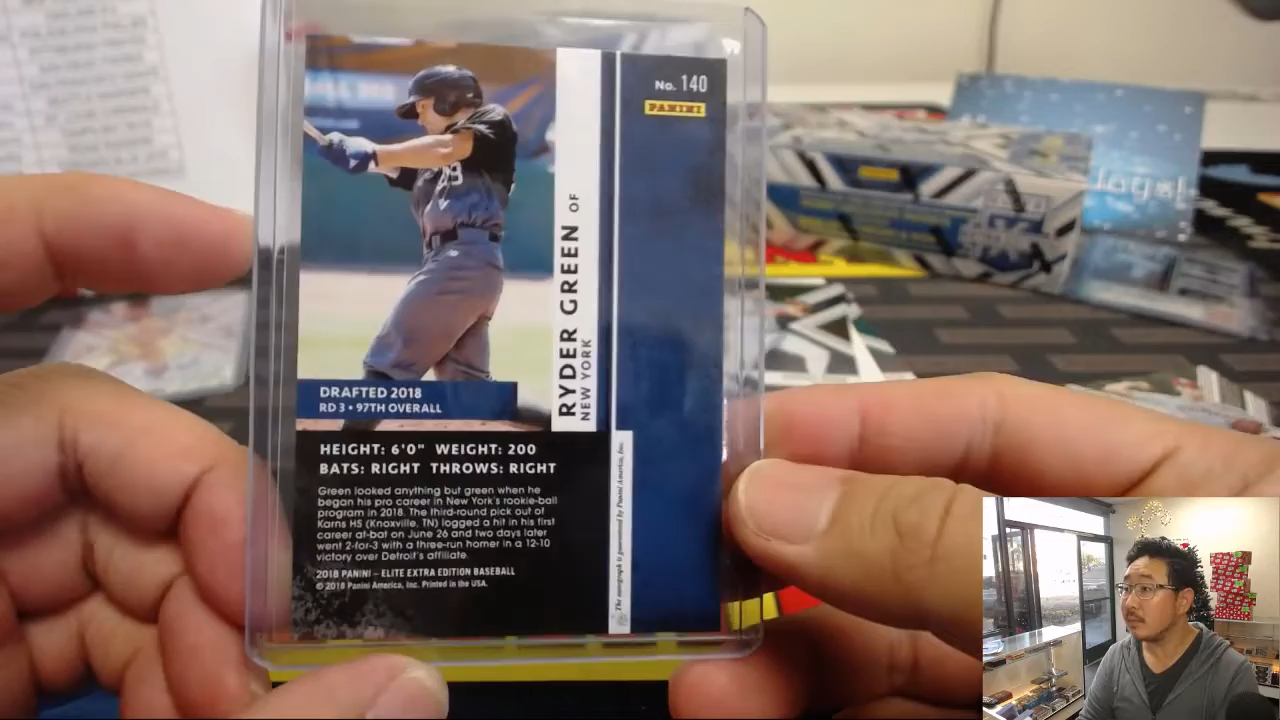 No. 140
PANINI
RYDER GREEN OF
NEW YORK
DRAFTED 2018
RD 3 • 97TH OVERALL
HEIGHT: 6'0" WEIGHT: 200
BATS: RIGHT THROWS: RIGHT
Green looked anything but green when he
began his pro career in New York's rookie-ball
program in 2018. The third-round pick out of
Karns HS (Knoxville, TN) logged a hit in his first
career at-bat on June 26 and two days later
went 2-for-3 with a three-run homer in a 12-10
victory over Detroit's affiliate.
2018 PANINI – ELITE EXTRA EDITION BASEBALL
© 2018 Panini America, Inc. Printed in the USA.
The autograph is guaranteed by Panini America, Inc.